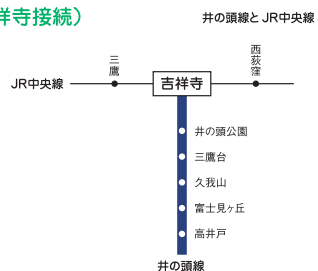 祥寺接続）
井の頭線とJR中央線
三鷹
西荻窪
JR中央線
吉祥寺
井の頭公園
三鷹台
久我山
富士見ヶ丘
高井戸
井の頭線